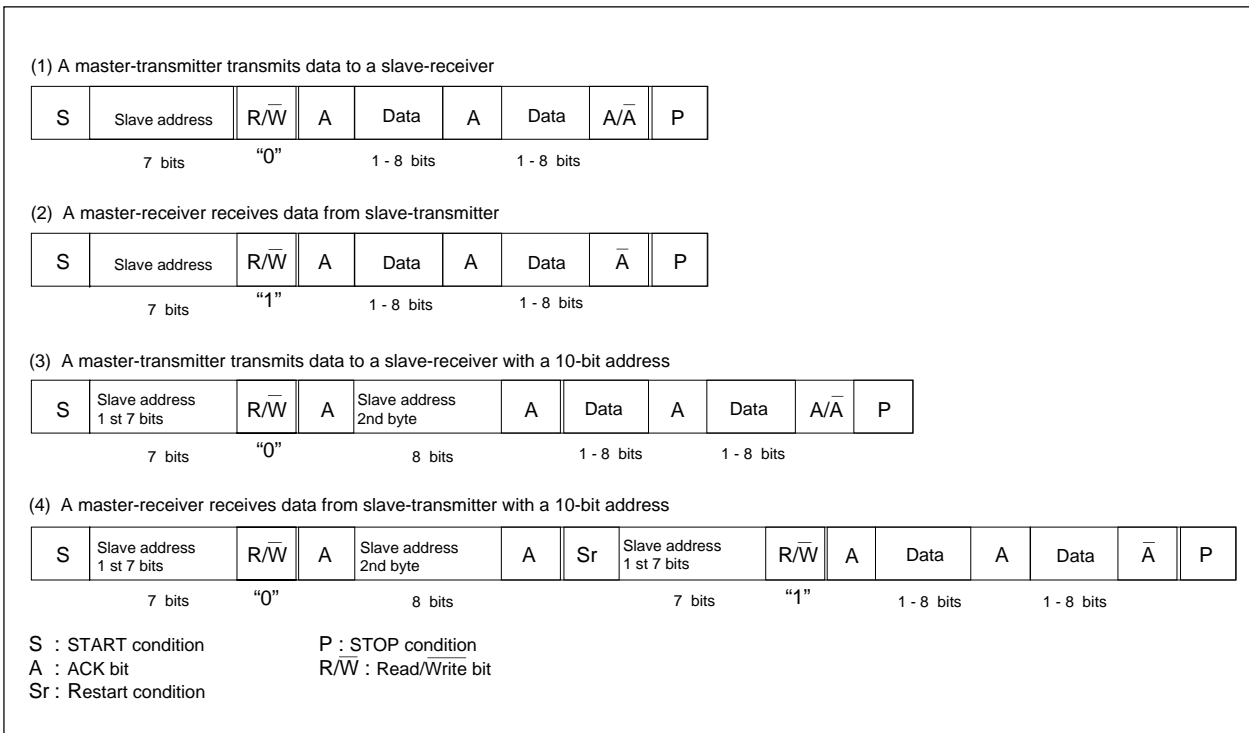 (1) A master-transmitter transmits data to a slave-receiver
S Slave address R/W̅ A Data A Data A/A̅ P
7 bits “0” 1 - 8 bits 1 - 8 bits
(2) A master-receiver receives data from slave-transmitter
S Slave address R/W̅ A Data A Data A̅ P
7 bits “1” 1 - 8 bits 1 - 8 bits
(3) A master-transmitter transmits data to a slave-receiver with a 10-bit address
S Slave address 1 st 7 bits R/W̅ A Slave address 2nd byte A Data A Data A/A̅ P
7 bits “0” 8 bits 1 - 8 bits 1 - 8 bits
(4) A master-receiver receives data from slave-transmitter with a 10-bit address
S Slave address 1 st 7 bits R/W̅ A Slave address 2nd byte A Sr Slave address 1 st 7 bits R/W̅ A Data A Data A̅ P
7 bits “0” 8 bits 7 bits “1” 1 - 8 bits 1 - 8 bits
S : START condition P : STOP condition
A : ACK bit R/W̅ : Read/W̅r̅i̅t̅e̅ bit
Sr : Restart condition